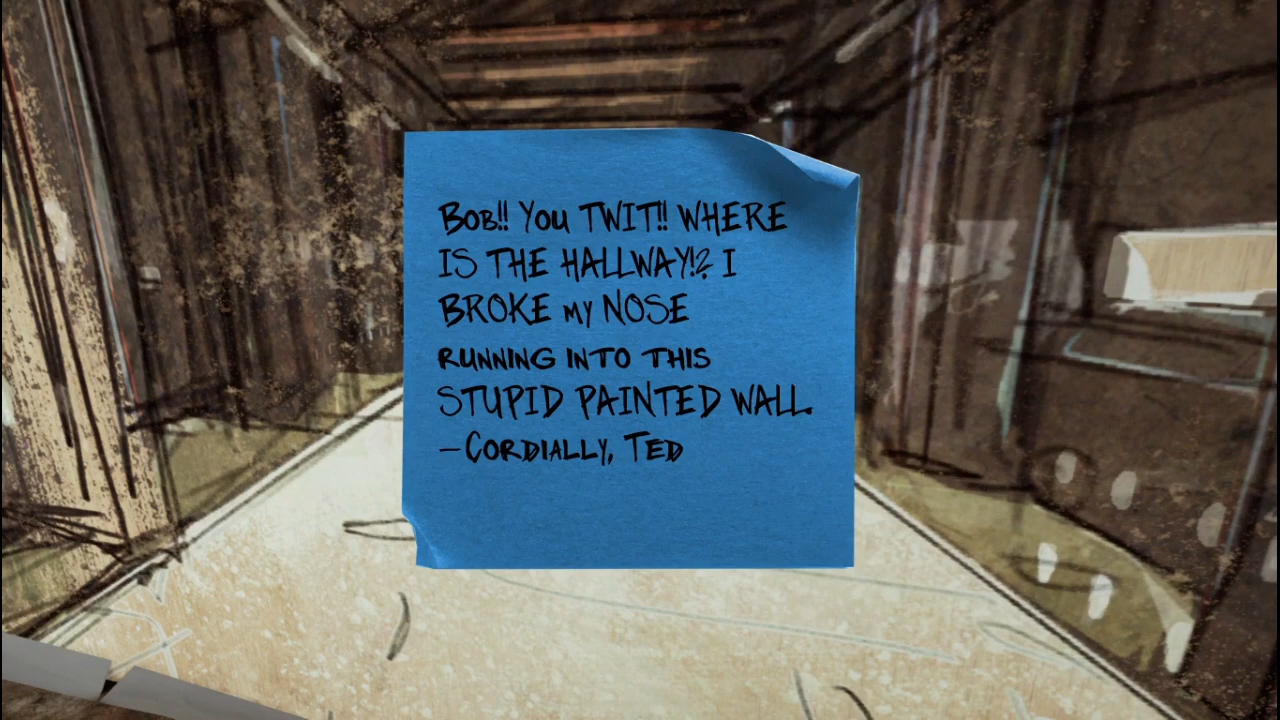 Bob!! You TWIT!! WHERE
IS THE HALLWAY!? I
BROKE my NOSE
RUNNING INTO THIS
STUPID PAINTED WALL.
—Cordially, Ted